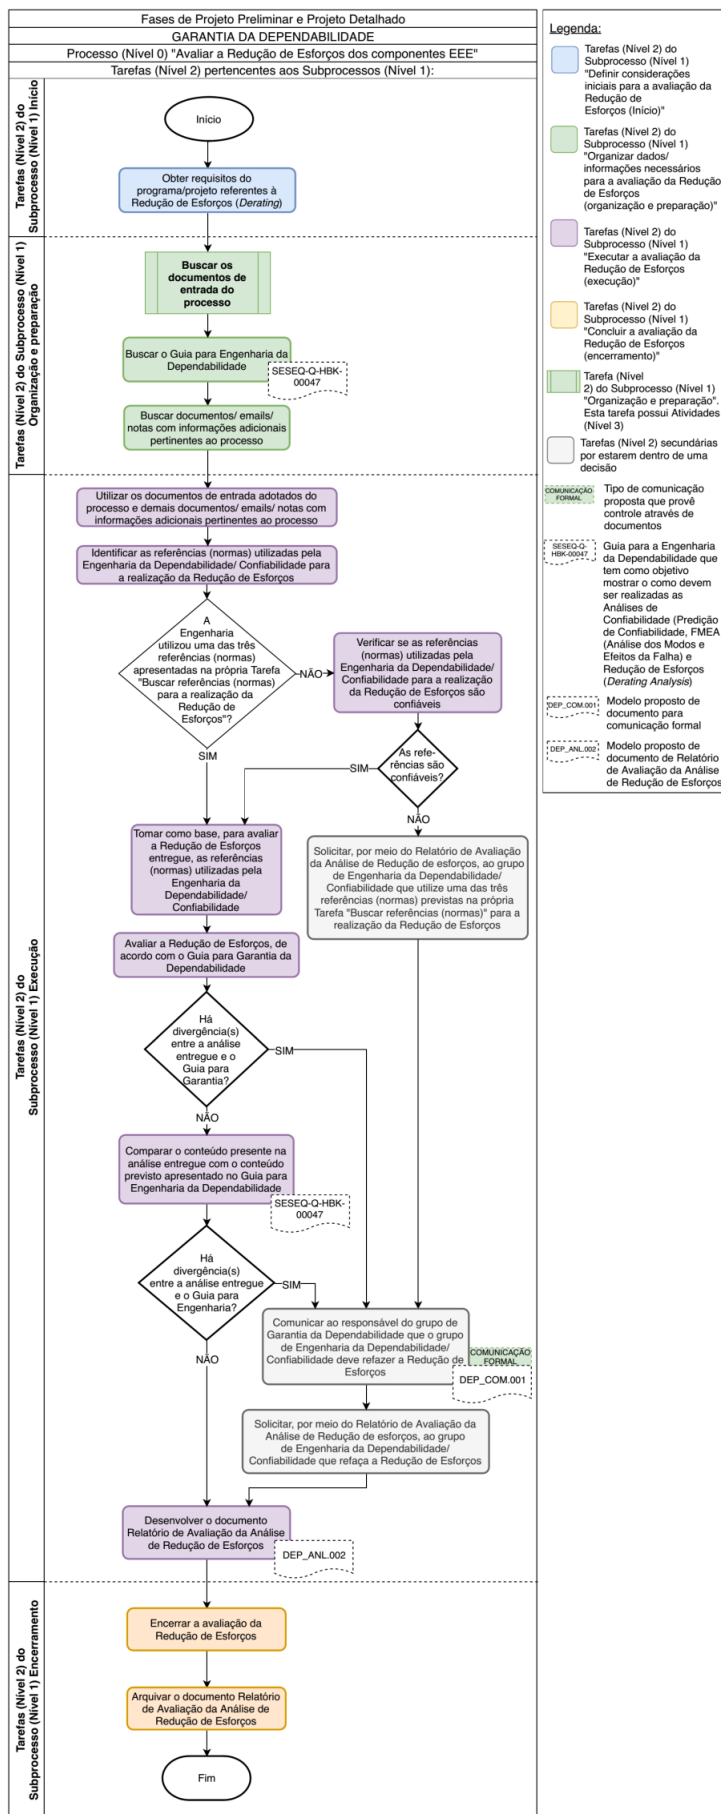 Fases de Projeto Preliminar e Projeto Detalhado
GARANTIA DA DEPENDABILIDADE
Processo (Nível 0) "Avaliar a Redução de Esforços dos componentes EEE"
Tarefas (Nível 2) pertencentes aos Subprocessos (Nível 1):
Tarefas (Nível 2) do
Subprocesso (Nível 1) Início
Início
Obter requisitos do
programa/projeto referentes à
Redução de Esforços (Derating)
Tarefas (Nível 2) do Subprocesso (Nível 1)
Organização e preparação
Buscar os
documentos de
entrada do
processo
Buscar o Guia para Engenharia da
Dependabilidade
SESEQ-Q-HBK-
00047
Buscar documentos/ emails/
notas com informações adicionais
pertinentes ao processo
Tarefas (Nível 2) do
Subprocesso (Nível 1) Execução
Utilizar os documentos de entrada adotados do
processo e demais documentos/ emails/ notas com
informações adicionais pertinentes ao processo
Identificar as referências (normas) utilizadas pela
Engenharia da Dependabilidade/ Confiabilidade para
a realização da Redução de Esforços
A
Engenharia
utilizou uma das três
referências (normas)
apresentadas na própria Tarefa
"Buscar referências (normas)
para a realização da
Redução de
Esforços"?
NÃO
Verificar se as referências
(normas) utilizadas pela
Engenharia da Dependabilidade/
Confiabilidade para a realização
da Redução de Esforços são
confiáveis
SIM
As refe-
rências são
confiáveis?
SIM
NÃO
Tomar como base, para avaliar
a Redução de Esforços
entregue, as referências
(normas) utilizadas pela
Engenharia da
Dependabilidade/
Confiabilidade
Solicitar, por meio do Relatório de Avaliação
da Análise de Redução de esforços, ao grupo
de Engenharia da Dependabilidade/
Confiabilidade que utilize uma das três
referências (normas) previstas na própria
Tarefa "Buscar referências (normas)" para a
realização da Redução de Esforços
Avaliar a Redução de Esforços, de
acordo com o Guia para Garantia da
Dependabilidade
Há
divergência(s)
entre a análise
entregue e o
Guia para
Garantia?
SIM
NÃO
Comparar o conteúdo presente na
análise entregue com o conteúdo
previsto apresentado no Guia para
Engenharia da Dependabilidade
SESEQ-Q-HBK-
00047
Há
divergência(s)
entre a análise entregue
e o Guia para
Engenharia?
SIM
NÃO
Comunicar ao responsável do grupo de
Garantia da Dependabilidade que o grupo
de Engenharia da Dependabilidade/
Confiabilidade deve refazer a Redução de
Esforços
COMUNICAÇÃO
FORMAL
DEP_COM.001
Solicitar, por meio do Relatório de Avaliação da
Análise de Redução de esforços, ao grupo
de Engenharia da Dependabilidade/
Confiabilidade que refaça a Redução de Esforços
Desenvolver o documento
Relatório de Avaliação da Análise
de Redução de Esforços
DEP_ANL.002
Tarefas (Nível 2) do
Subprocesso (Nível 1) Encerramento
Encerrar a avaliação da
Redução de Esforços
Arquivar o documento Relatório
de Avaliação da Análise de
Redução de Esforços
Fim
Legenda:
Tarefas (Nível 2) do
Subprocesso (Nível 1)
"Definir considerações
iniciais para a avaliação da
Redução de
Esforços (Início)"
Tarefas (Nível 2) do
Subprocesso (Nível 1)
"Organizar dados/
informações necessários
para a avaliação da Redução
de Esforços
(organização e preparação)"
Tarefas (Nível 2) do
Subprocesso (Nível 1)
"Executar a avaliação da
Redução de Esforços
(execução)"
Tarefas (Nível 2) do
Subprocesso (Nível 1)
"Concluir a avaliação da
Redução de Esforços
(encerramento)"
Tarefa (Nível
2) do Subprocesso (Nível 1)
"Organização e preparação".
Esta tarefa possui Atividades
(Nível 3)
Tarefas (Nível 2) secundárias
por estarem dentro de uma
decisão
COMUNICAÇÃO
FORMAL
Tipo de comunicação
proposta que provê
controle através de
documentos
SESEQ-Q-
HBK-00047
Guia para a Engenharia
da Dependabilidade que
tem como objetivo
mostrar o como devem
ser realizadas as
Análises de
Confiabilidade (Predição
de Confiabilidade, FMEA
(Análise dos Modos e
Efeitos da Falha) e
Redução de Esforços
(Derating Analysis)
DEP_COM.001
Modelo proposto de
documento para
comunicação formal
DEP_ANL.002
Modelo proposto de
documento de Relatório
de Avaliação da Análise
de Redução de Esforços